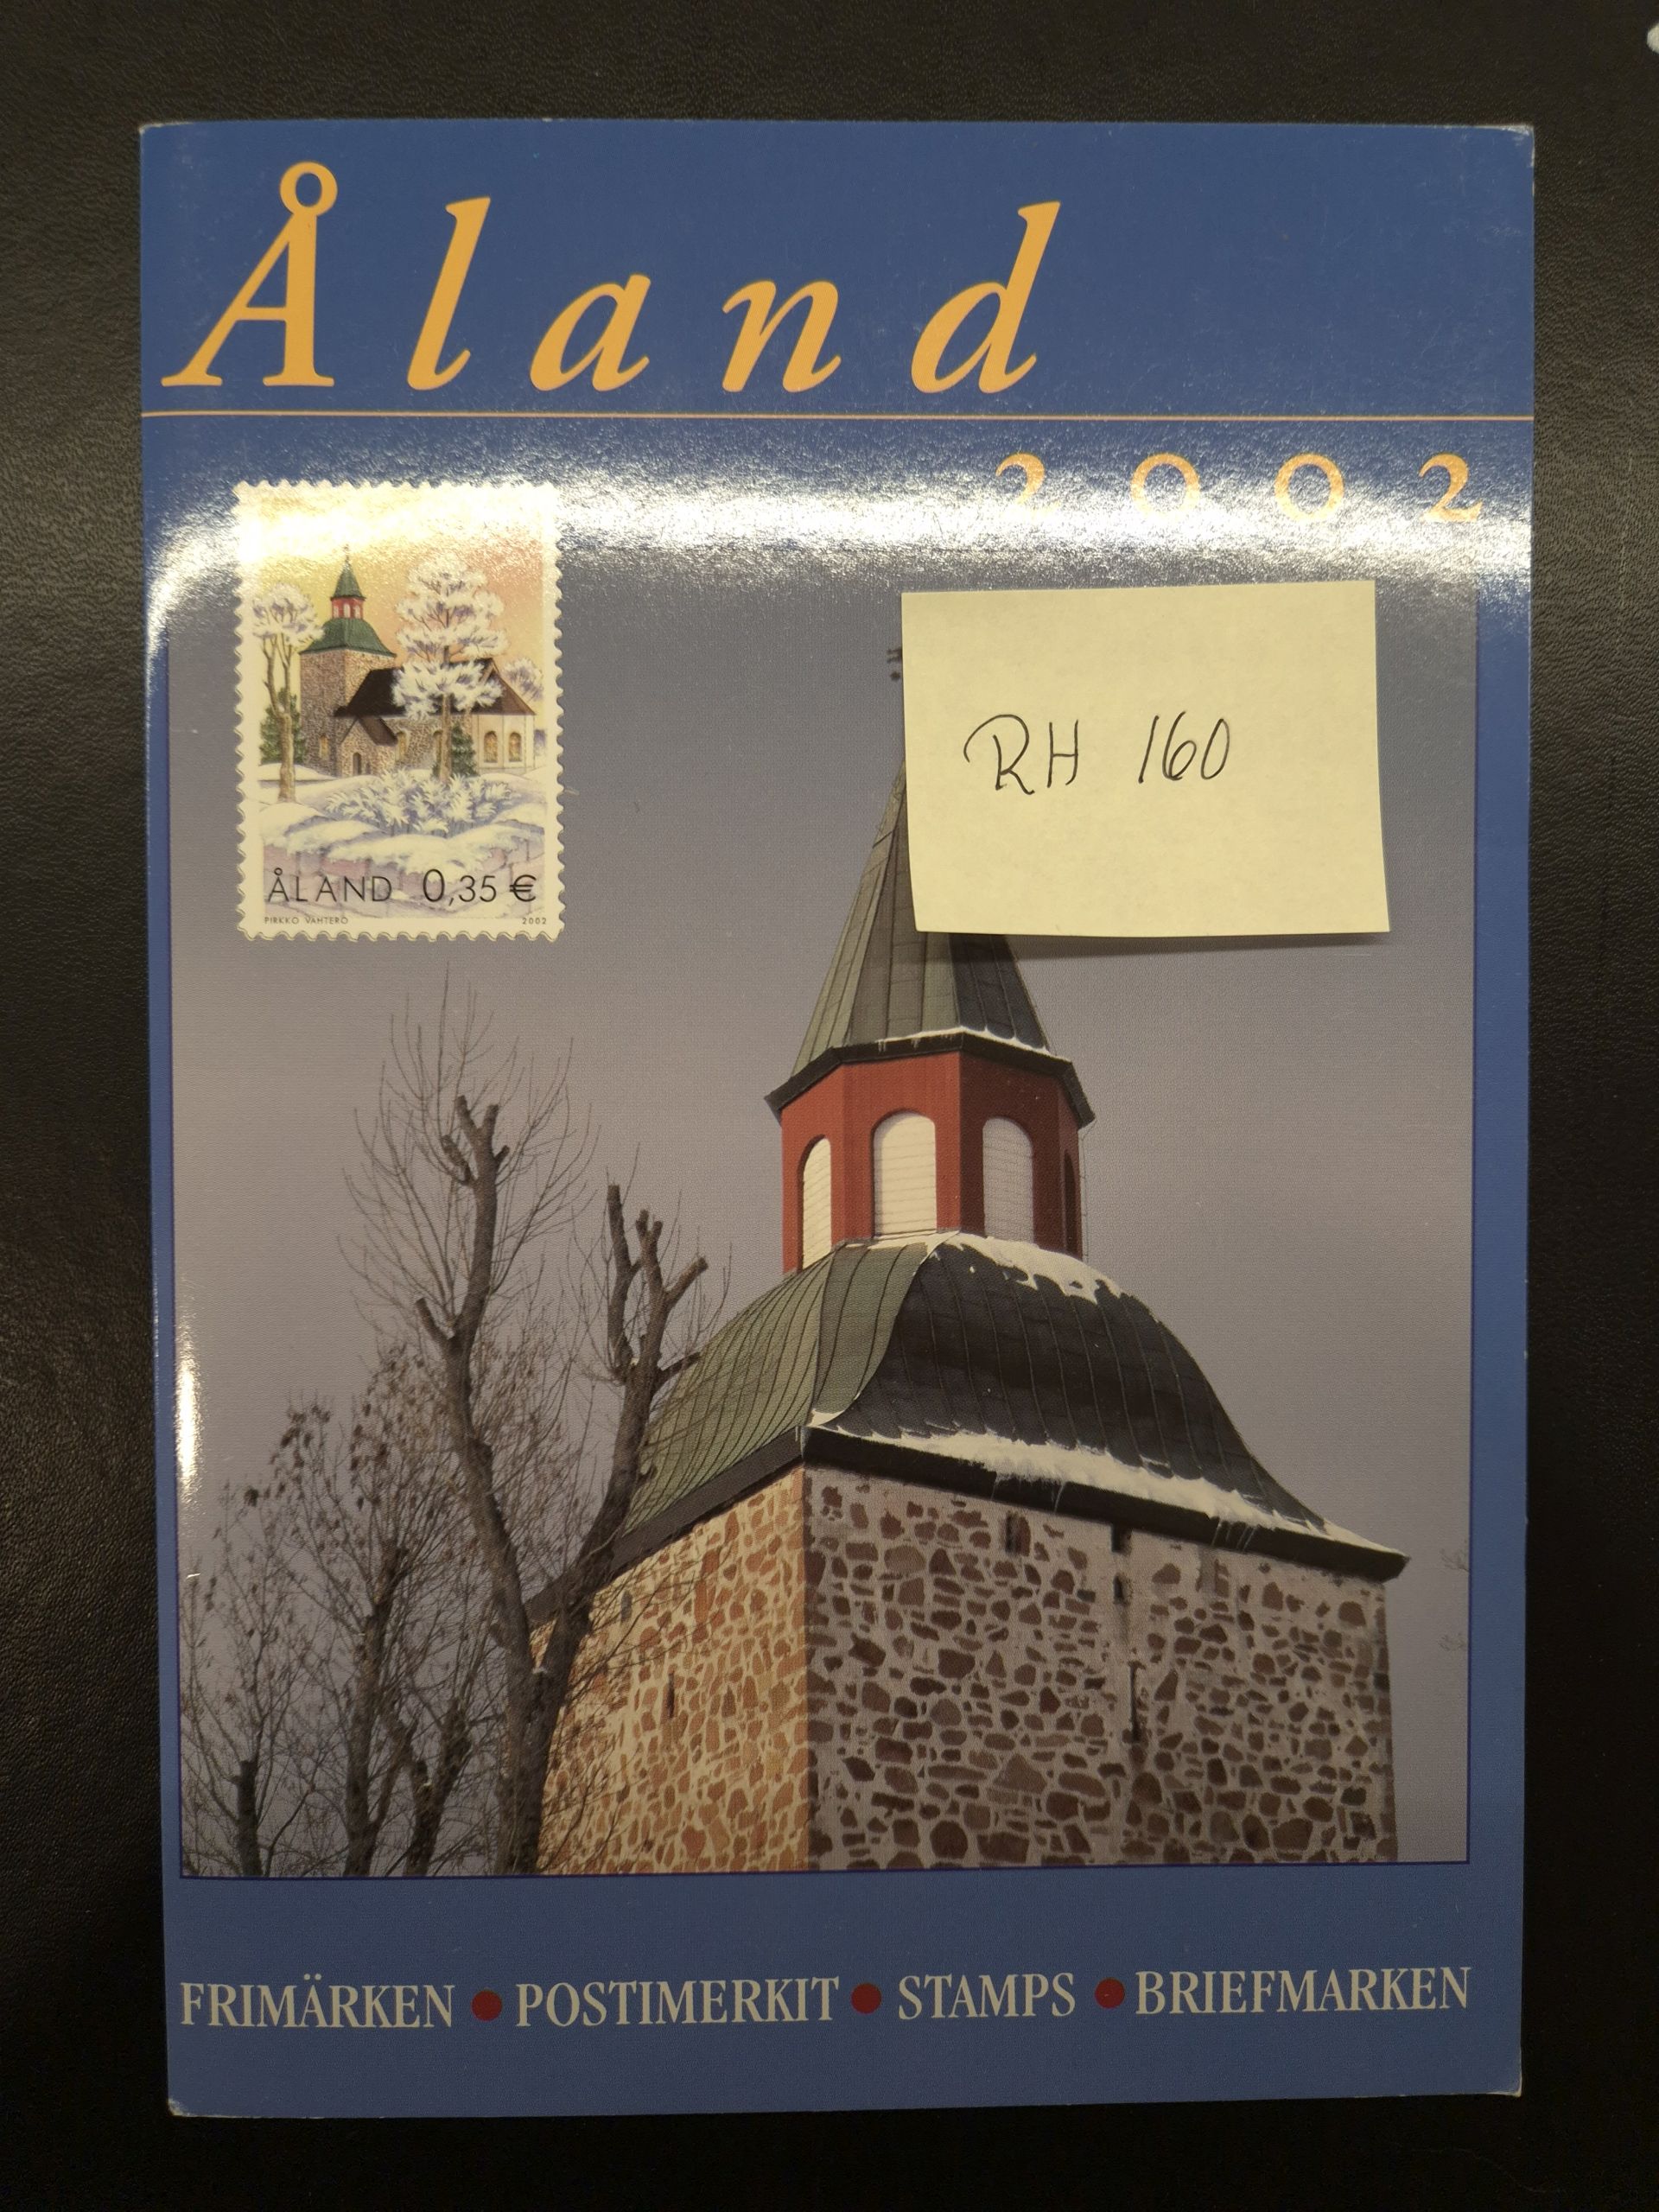 Åland
2002
RH 160
ÅLAND 0,35 €
PIRKKO VAHTERO 2002
FRIMÄRKEN • POSTIMERKIT • STAMPS • BRIEFMARKEN